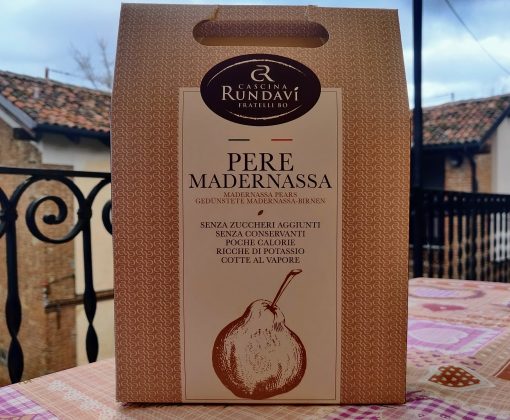 CR
CASCINA
RUNDAVÍ
FRATELLI BO
PERE
MADERNASSA
MADERNASSA PEARS
GEDÜNSTETE MADERNASSA-BIRNEN
SENZA ZUCCHERI AGGIUNTI
SENZA CONSERVANTI
POCHE CALORIE
RICCHE DI POTASSIO
COTTE AL VAPORE